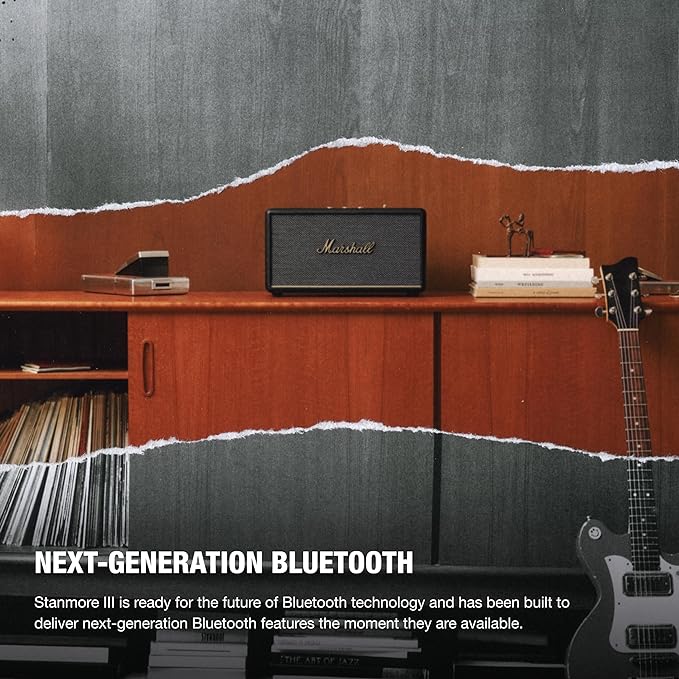 Marshall
NEXT-GENERATION BLUETOOTH
Stanmore III is ready for the future of Bluetooth technology and has been built to
deliver next-generation Bluetooth features the moment they are available.
THE ART OF JAZZ